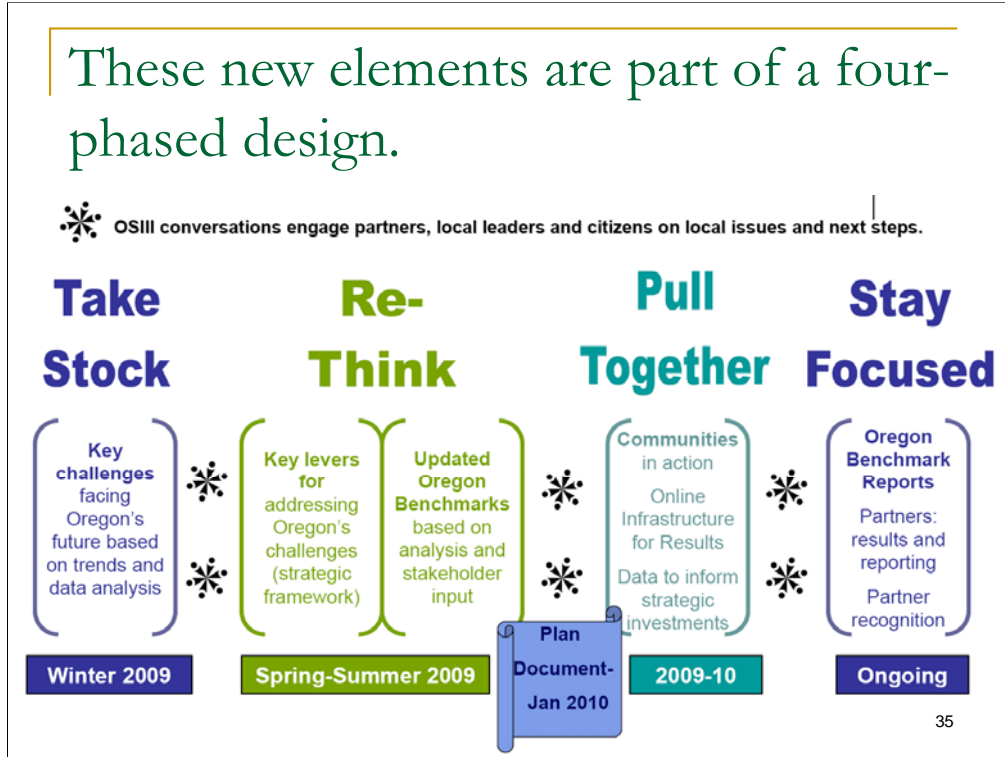 These new elements are part of a four-
phased design.
OSIII conversations engage partners, local leaders and citizens on local issues and next steps.
Take
Stock
Key
challenges
facing
Oregon's
future based
on trends and
data analysis
Winter 2009
Re-
Think
Key levers
for
addressing
Oregon's
challenges
(strategic
framework)
Updated
Oregon
Benchmarks
based on
analysis and
stakeholder
input
Spring-Summer 2009
Plan
Document-
Jan 2010
Pull
Together
Communities
in action
Online
Infrastructure
for Results
Data to inform
strategic
investments
2009-10
Stay
Focused
Oregon
Benchmark
Reports
Partners:
results and
reporting
Partner
recognition
Ongoing
35